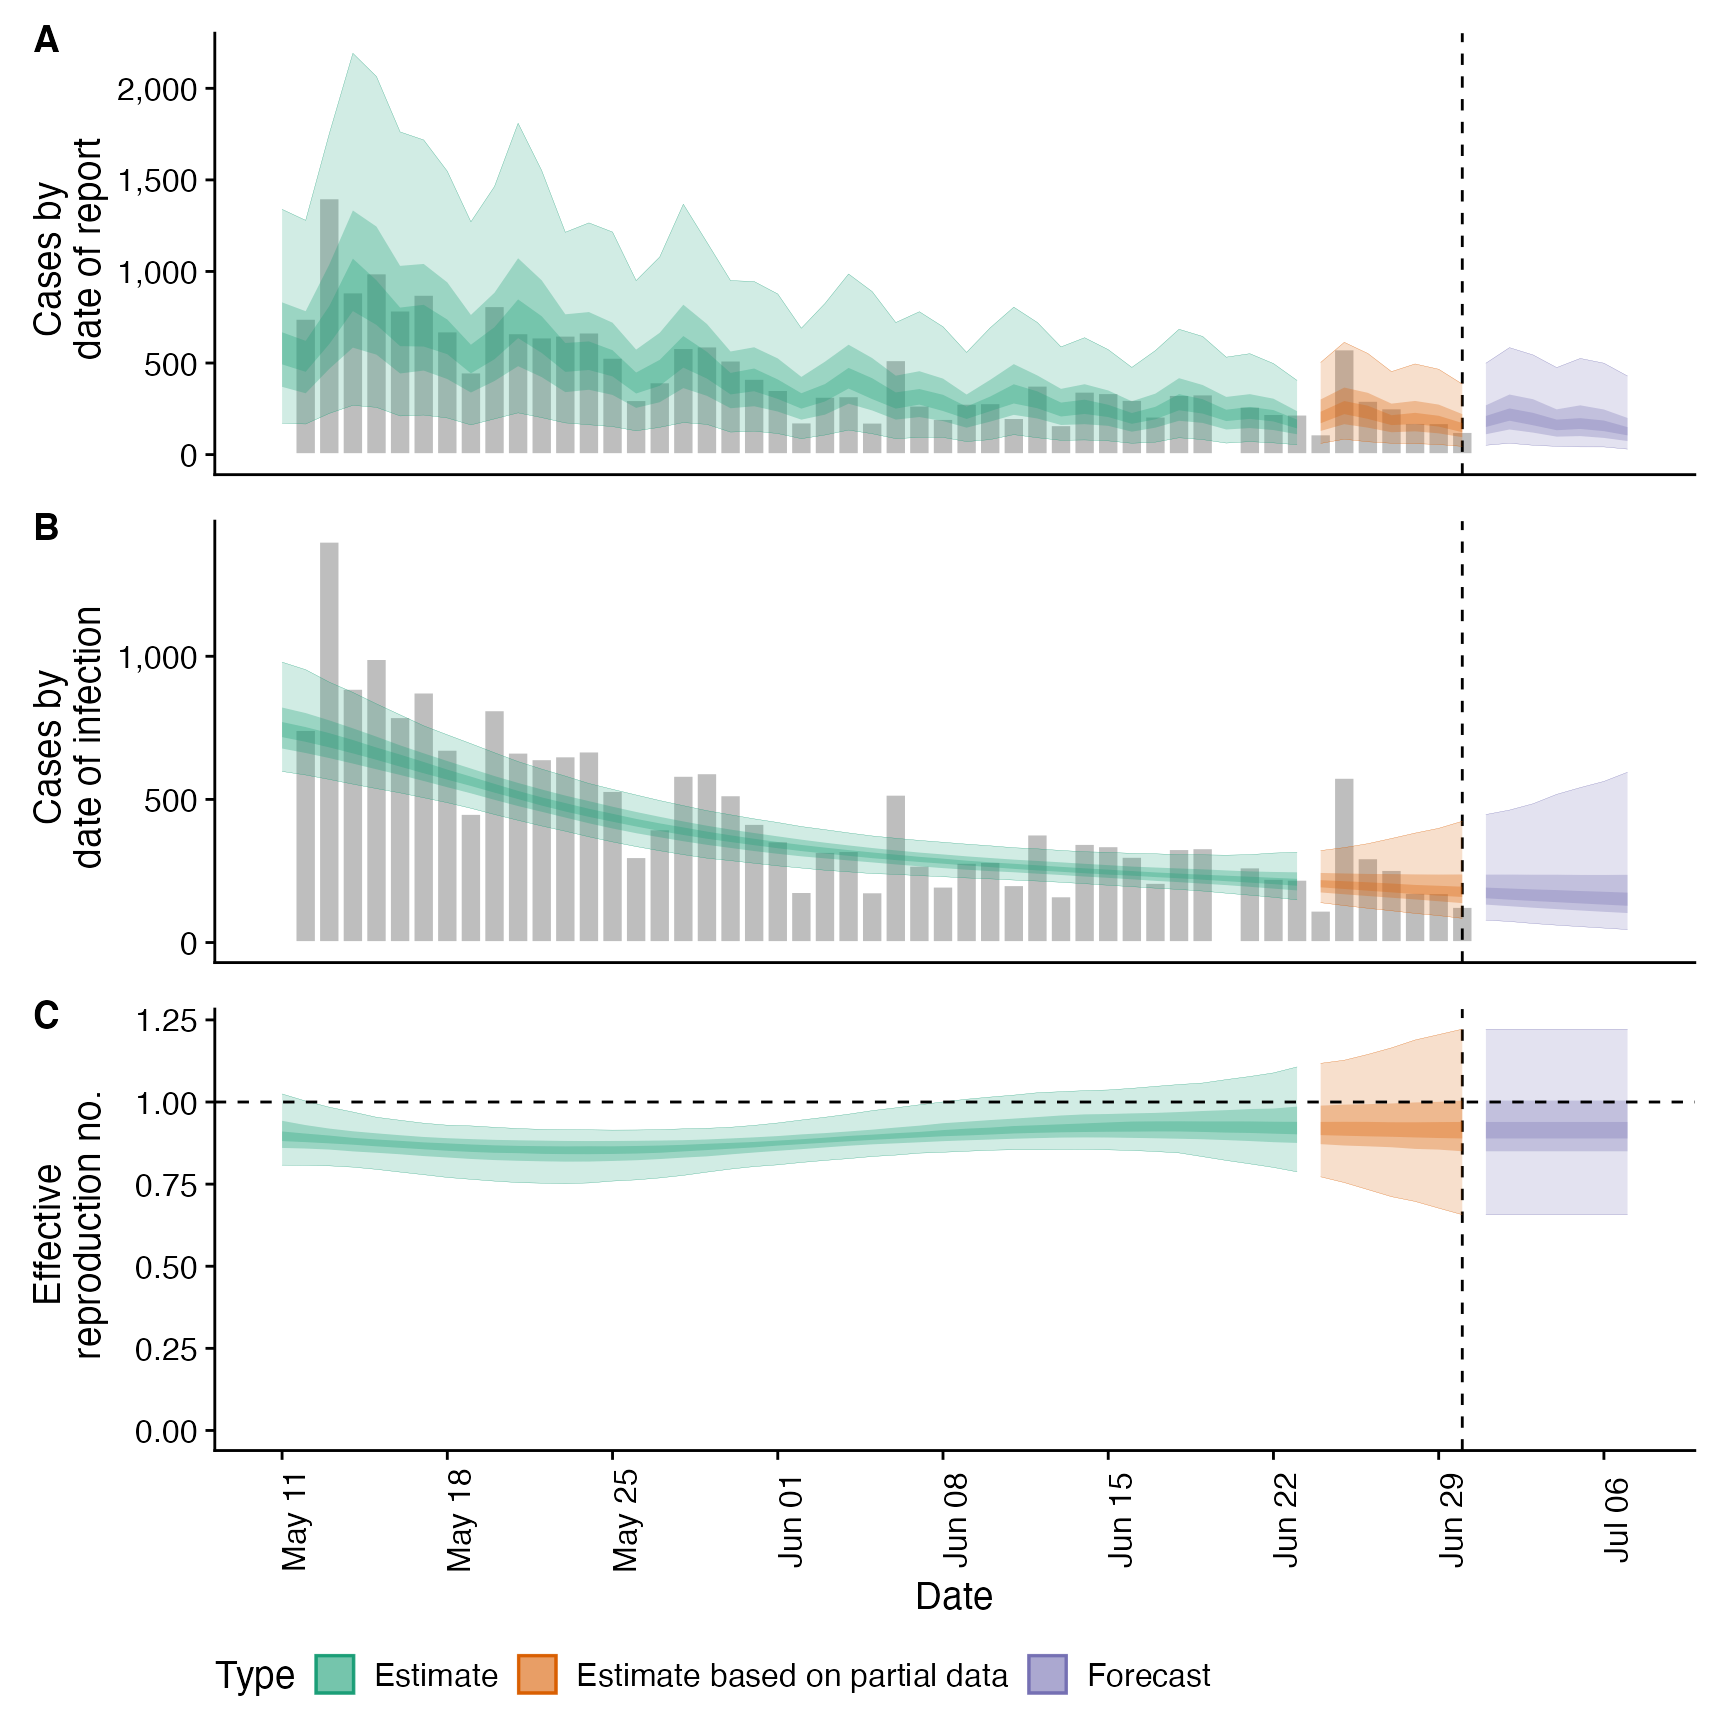 A
Cases by
date of report
2,000
1,500
1,000
500
0
B
Cases by
date of infection
1,000
500
0
C
Effective
reproduction no.
1.25
1.00
0.75
0.50
0.25
0.00
May 11
May 18
May 25
Jun 01
Jun 08
Jun 15
Jun 22
Jun 29
Jul 06
Date
Type Estimate Estimate based on partial data Forecast